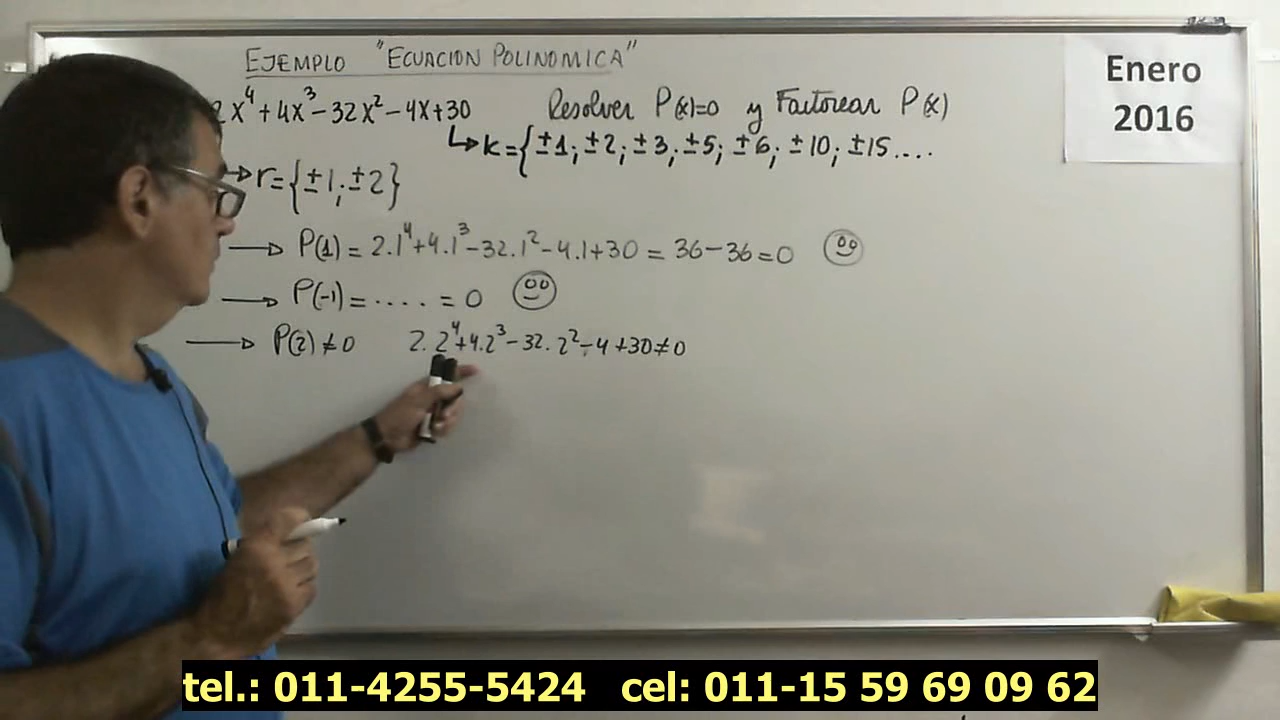 EJEMPLO "ECUACION POLINOMICA"
2x⁴+4x³-32x²-4x+30 Resolver P(x)=0 y Factorear P(x)
↳k={±1;±2;±3;±5;±6;±10;±15....
→r={±1;±2}
→ P(1)=2.1⁴+4.1³-32.1²-4.1+30=36-36=0
→ P(-1)=....=0
→ P(2)≠0 2.2⁴+4.2³-32.2²-4+30≠0
Enero
2016
tel.: 011-4255-5424 cel: 011-15 59 69 09 62